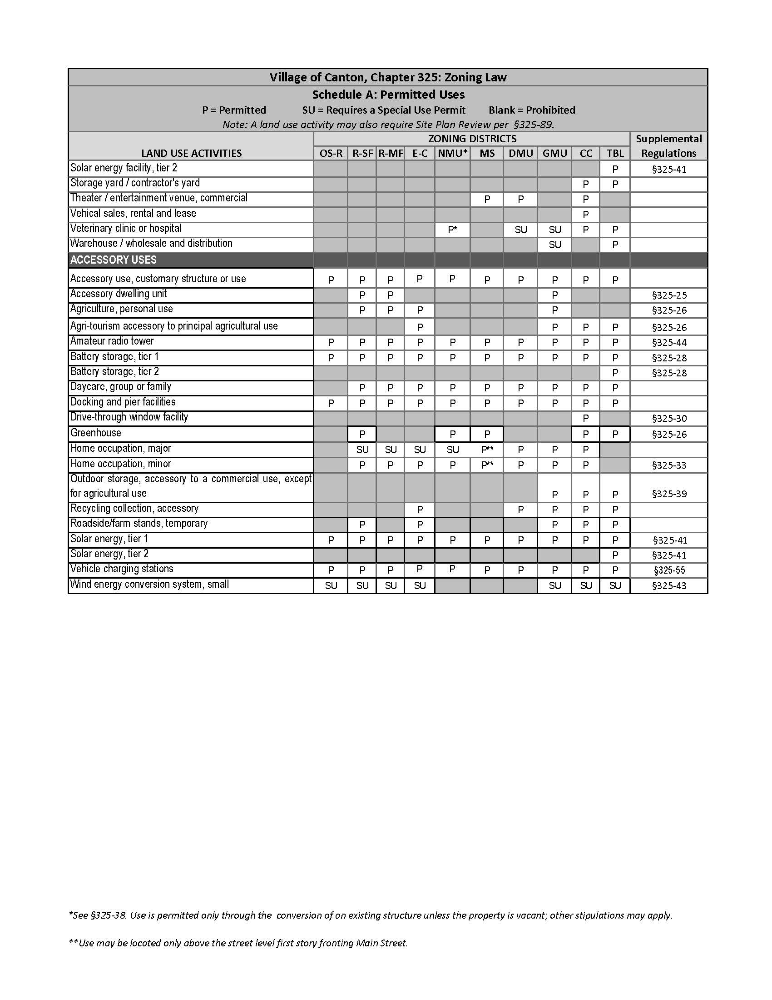 Village of Canton, Chapter 325: Zoning Law
Schedule A: Permitted Uses
P = Permitted SU = Requires a Special Use Permit Blank = Prohibited
Note: A land use activity may also require Site Plan Review per §325-89.
ZONING DISTRICTS Supplemental
LAND USE ACTIVITIES OS-R R-SF R-MF E-C NMU* MS DMU GMU CC TBL Regulations
Solar energy facility, tier 2 P §325-41
Storage yard / contractor's yard P P
Theater / entertainment venue, commercial P P P
Vehical sales, rental and lease P
Veterinary clinic or hospital P* SU SU P P
Warehouse / wholesale and distribution SU P
ACCESSORY USES
Accessory use, customary structure or use P P P P P P P P P P
Accessory dwelling unit P P P §325-25
Agriculture, personal use P P P P §325-26
Agri-tourism accessory to principal agricultural use P P P P §325-26
Amateur radio tower P P P P P P P P P P §325-44
Battery storage, tier 1 P P P P P P P P P P §325-28
Battery storage, tier 2 P §325-28
Daycare, group or family P P P P P P P P P
Docking and pier facilities P P P P P P P P P P
Drive-through window facility P §325-30
Greenhouse P P P P P §325-26
Home occupation, major SU SU SU SU P** P P P
Home occupation, minor P P P P P** P P P §325-33
Outdoor storage, accessory to a commercial use, except
for agricultural use P P P §325-39
Recycling collection, accessory P P P P P
Roadside/farm stands, temporary P P P P P
Solar energy, tier 1 P P P P P P P P P P §325-41
Solar energy, tier 2 P §325-41
Vehicle charging stations P P P P P P P P P P §325-55
Wind energy conversion system, small SU SU SU SU SU SU SU §325-43
*See §325-38. Use is permitted only through the conversion of an existing structure unless the property is vacant; other stipulations may apply.
**Use may be located only above the street level first story fronting Main Street.